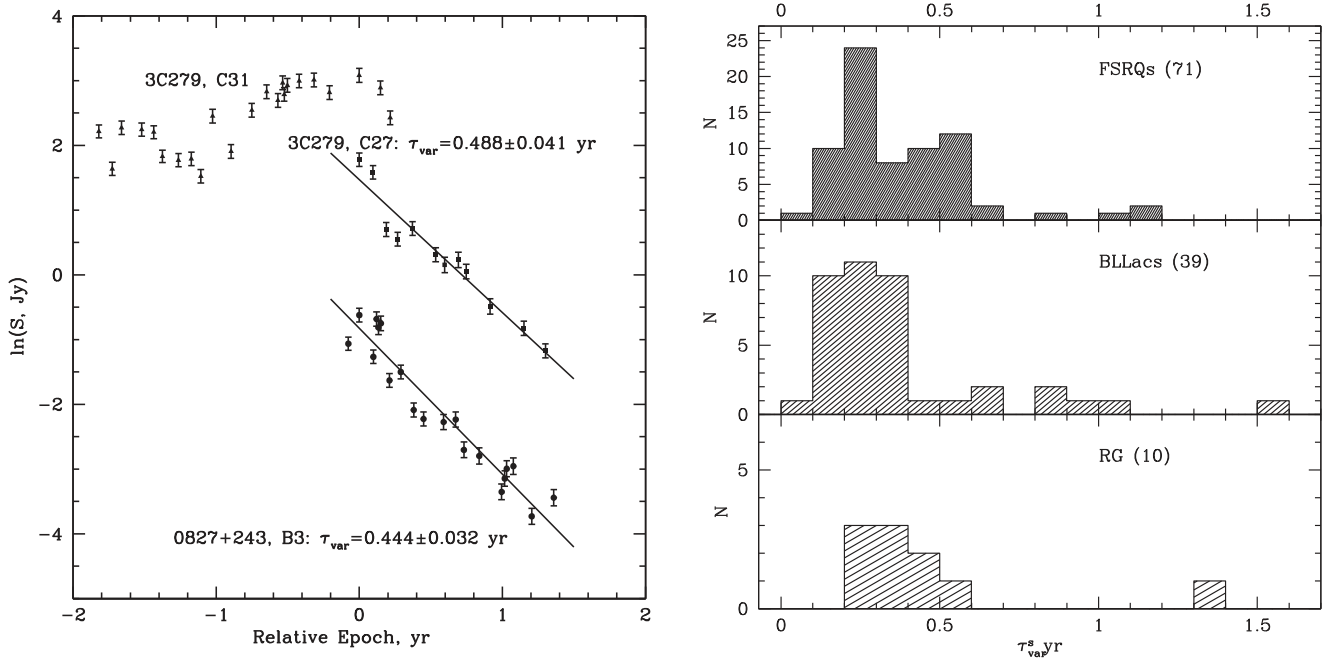 4
2
0
−2
−4
−2
−1
0
1
2
ln(S, Jy)
Relative Epoch, yr
3C279, C31
3C279, C27: τvar=0.488±0.041 yr
0827+243, B3: τvar=0.444±0.032 yr
0
0.5
1
1.5
25
20
15
10
5
0
N
FSRQs (71)
10
5
0
N
BLLacs (39)
5
0
N
RG (10)
0
0.5
1
1.5
τˢvar yr